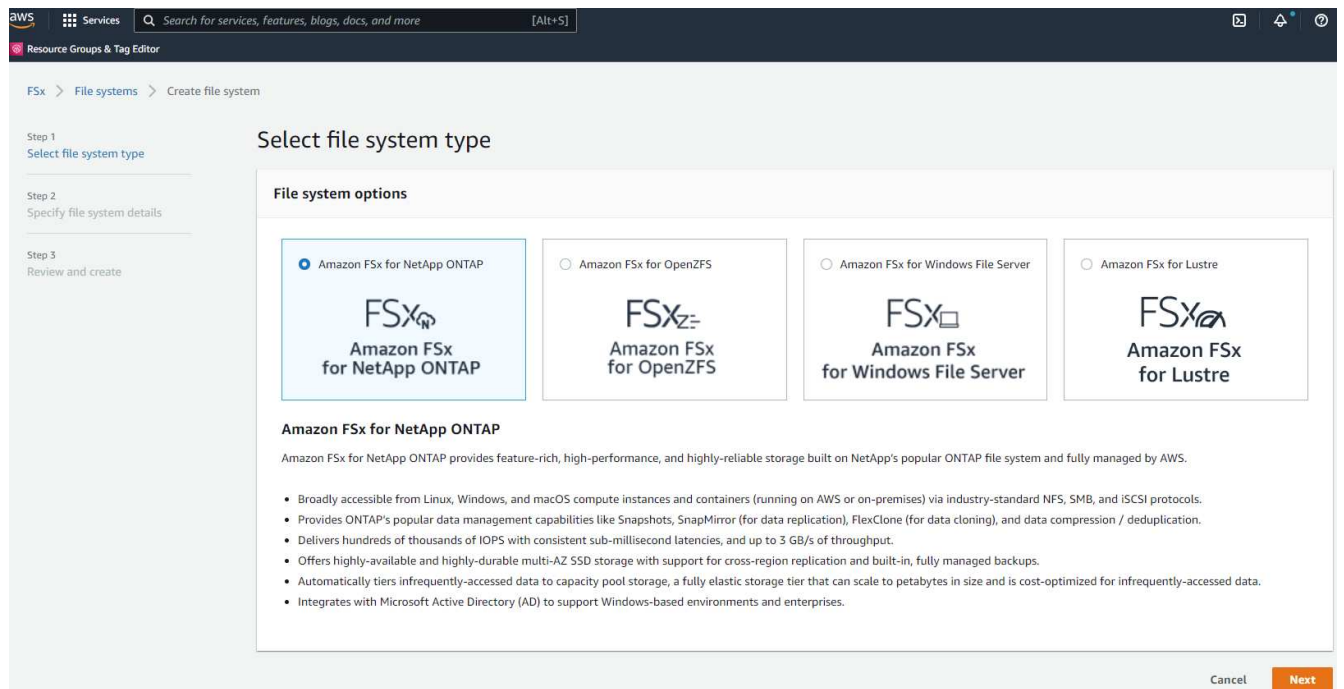 aws
Services
Search for services, features, blogs, docs, and more
[Alt+S]
Resource Groups & Tag Editor
FSx > File systems > Create file system
Step 1
Select file system type
Step 2
Specify file system details
Step 3
Review and create
Select file system type
File system options
Amazon FSx for NetApp ONTAP
FSx N
Amazon FSx
for NetApp ONTAP
Amazon FSx for OpenZFS
FSx Z
Amazon FSx
for OpenZFS
Amazon FSx for Windows File Server
FSx
Amazon FSx
for Windows File Server
Amazon FSx for Lustre
FSx
Amazon FSx
for Lustre
Amazon FSx for NetApp ONTAP
Amazon FSx for NetApp ONTAP provides feature-rich, high-performance, and highly-reliable storage built on NetApp's popular ONTAP file system and fully managed by AWS.
• Broadly accessible from Linux, Windows, and macOS compute instances and containers (running on AWS or on-premises) via industry-standard NFS, SMB, and iSCSI protocols.
• Provides ONTAP's popular data management capabilities like Snapshots, SnapMirror (for data replication), FlexClone (for data cloning), and data compression / deduplication.
• Delivers hundreds of thousands of IOPS with consistent sub-millisecond latencies, and up to 3 GB/s of throughput.
• Offers highly-available and highly-durable multi-AZ SSD storage with support for cross-region replication and built-in, fully managed backups.
• Automatically tiers infrequently-accessed data to capacity pool storage, a fully elastic storage tier that can scale to petabytes in size and is cost-optimized for infrequently-accessed data.
• Integrates with Microsoft Active Directory (AD) to support Windows-based environments and enterprises.
Cancel
Next